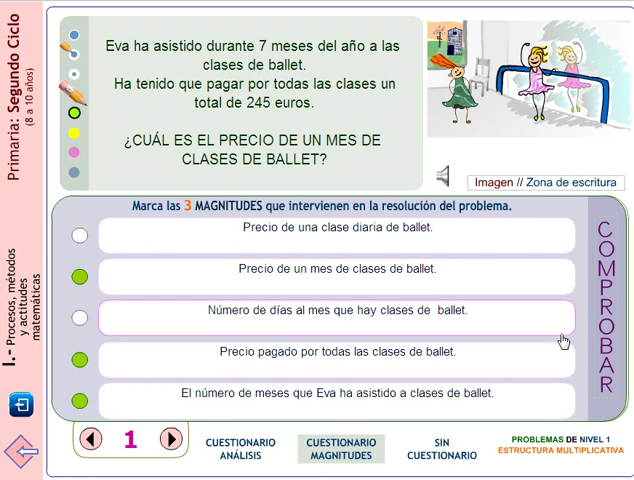 Primaria: Segundo Ciclo
(8 a 10 años)
I.- Procesos, métodos
y actitudes
matemáticas
Eva ha asistido durante 7 meses del año a las
clases de ballet.
Ha tenido que pagar por todas las clases un
total de 245 euros.
¿CUÁL ES EL PRECIO DE UN MES DE
CLASES DE BALLET?
Imagen // Zona de escritura
Marca las 3 MAGNITUDES que intervienen en la resolución del problema.
Precio de una clase diaria de ballet.
Precio de un mes de clases de ballet.
Número de días al mes que hay clases de ballet.
Precio pagado por todas las clases de ballet.
El número de meses que Eva ha asistido a clases de ballet.
COMPROBAR
1
CUESTIONARIO
ANÁLISIS
CUESTIONARIO
MAGNITUDES
SIN
CUESTIONARIO
PROBLEMAS DE NIVEL 1
ESTRUCTURA MULTIPLICATIVA